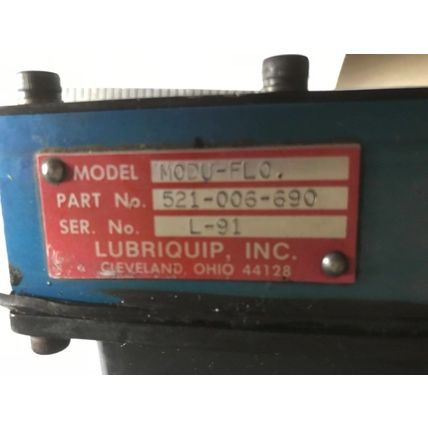 MODEL MODU-FLO.
PART No. 521-006-690
SER. No. L-91
LUBRIQUIP, INC.
CLEVELAND, OHIO 44128